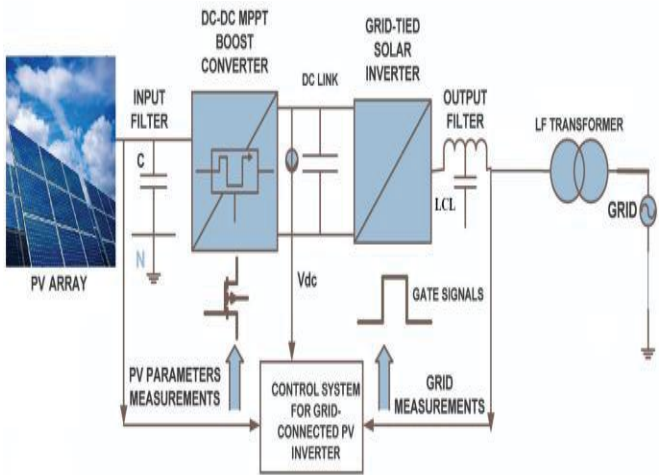 DC-DC MPPT
BOOST
CONVERTER
GRID-TIED
SOLAR
INVERTER
INPUT
FILTER
DC LINK
OUTPUT
FILTER
LF TRANSFORMER
C
LCL
GRID
N
PV ARRAY
Vdc
GATE SIGNALS
PV PARAMETERS
MEASUREMENTS
CONTROL SYSTEM
FOR GRID-
CONNECTED PV
INVERTER
GRID
MEASUREMENTS